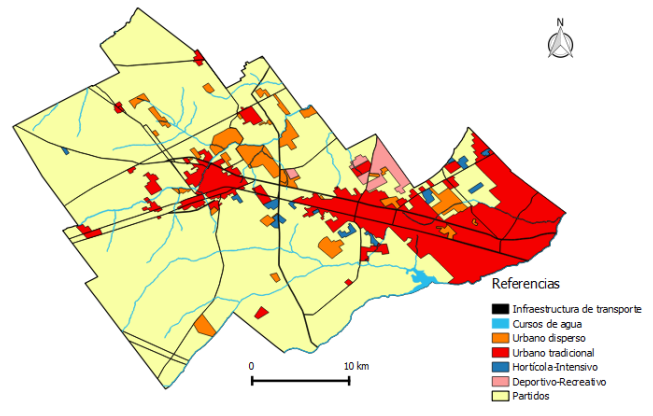 N
Referencias
Infraestructura de transporte
Cursos de agua
Urbano disperso
Urbano tradicional
Hortícola-Intensivo
Deportivo-Recreativo
Partidos
0 10 km